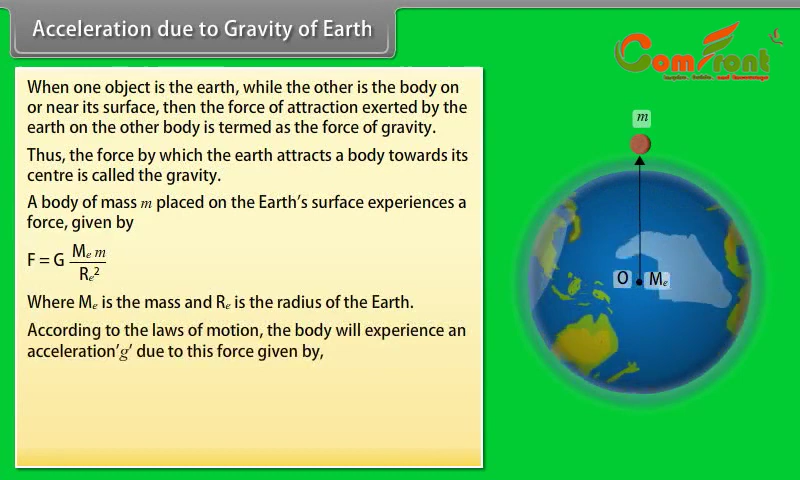 Acceleration due to Gravity of Earth
ComFront
When one object is the earth, while the other is the body on
or near its surface, then the force of attraction exerted by the
earth on the other body is termed as the force of gravity.
Thus, the force by which the earth attracts a body towards its
centre is called the gravity.
A body of mass m placed on the Earth's surface experiences a
force, given by
F = G Mₑ m / Rₑ²
Where Mₑ is the mass and Rₑ is the radius of the Earth.
According to the laws of motion, the body will experience an
acceleration'g' due to this force given by,
m
O Mₑ